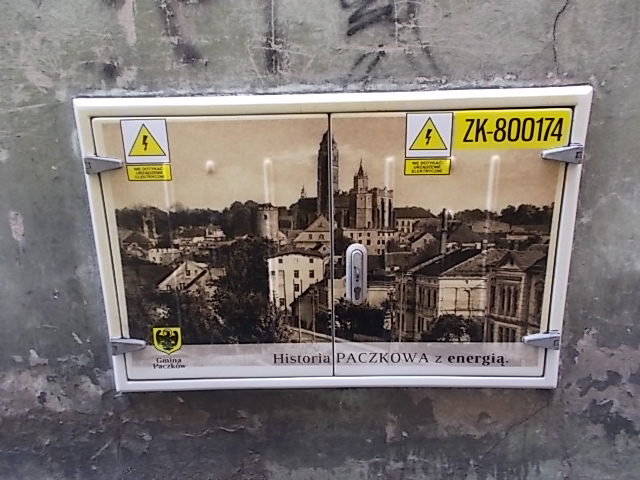 ZK-800174
NIE DOTYKAĆ
URZĄDZENIE
ELEKTRYCZNE
NIE DOTYKAĆ
URZĄDZENIE
ELEKTRYCZNE
Gmina
Paczków
Historia PACZKOWA z energią.